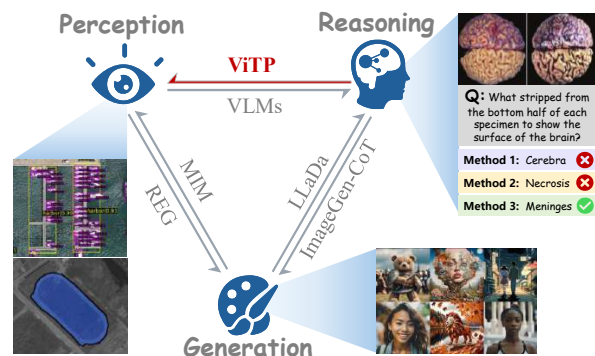 Perception
Reasoning
ViTP
VLMs
Q: What stripped from
the bottom half of each
specimen to show the
surface of the brain?
Method 1: Cerebra
Method 2: Necrosis
Method 3: Meninges
MIM
REG
LLaDa
ImageGen-CoT
Generation